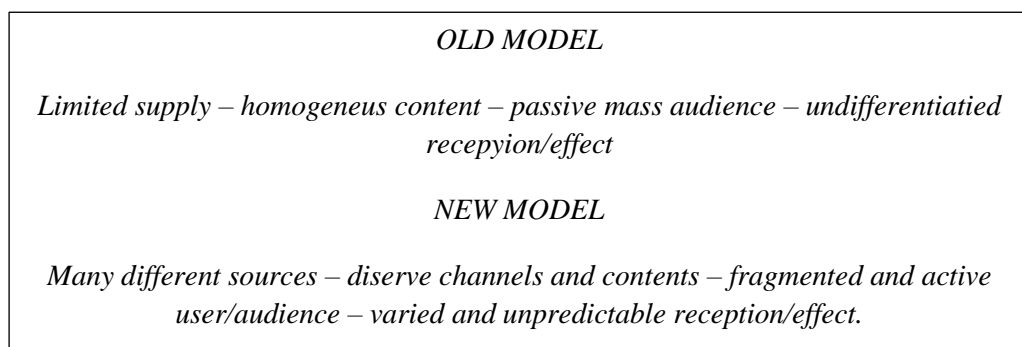 OLD MODEL
Limited supply – homogeneus content – passive mass audience – undifferentiatied
recepyion/effect
NEW MODEL
Many different sources – diserve channels and contents – fragmented and active
user/audience – varied and unpredictable reception/effect.